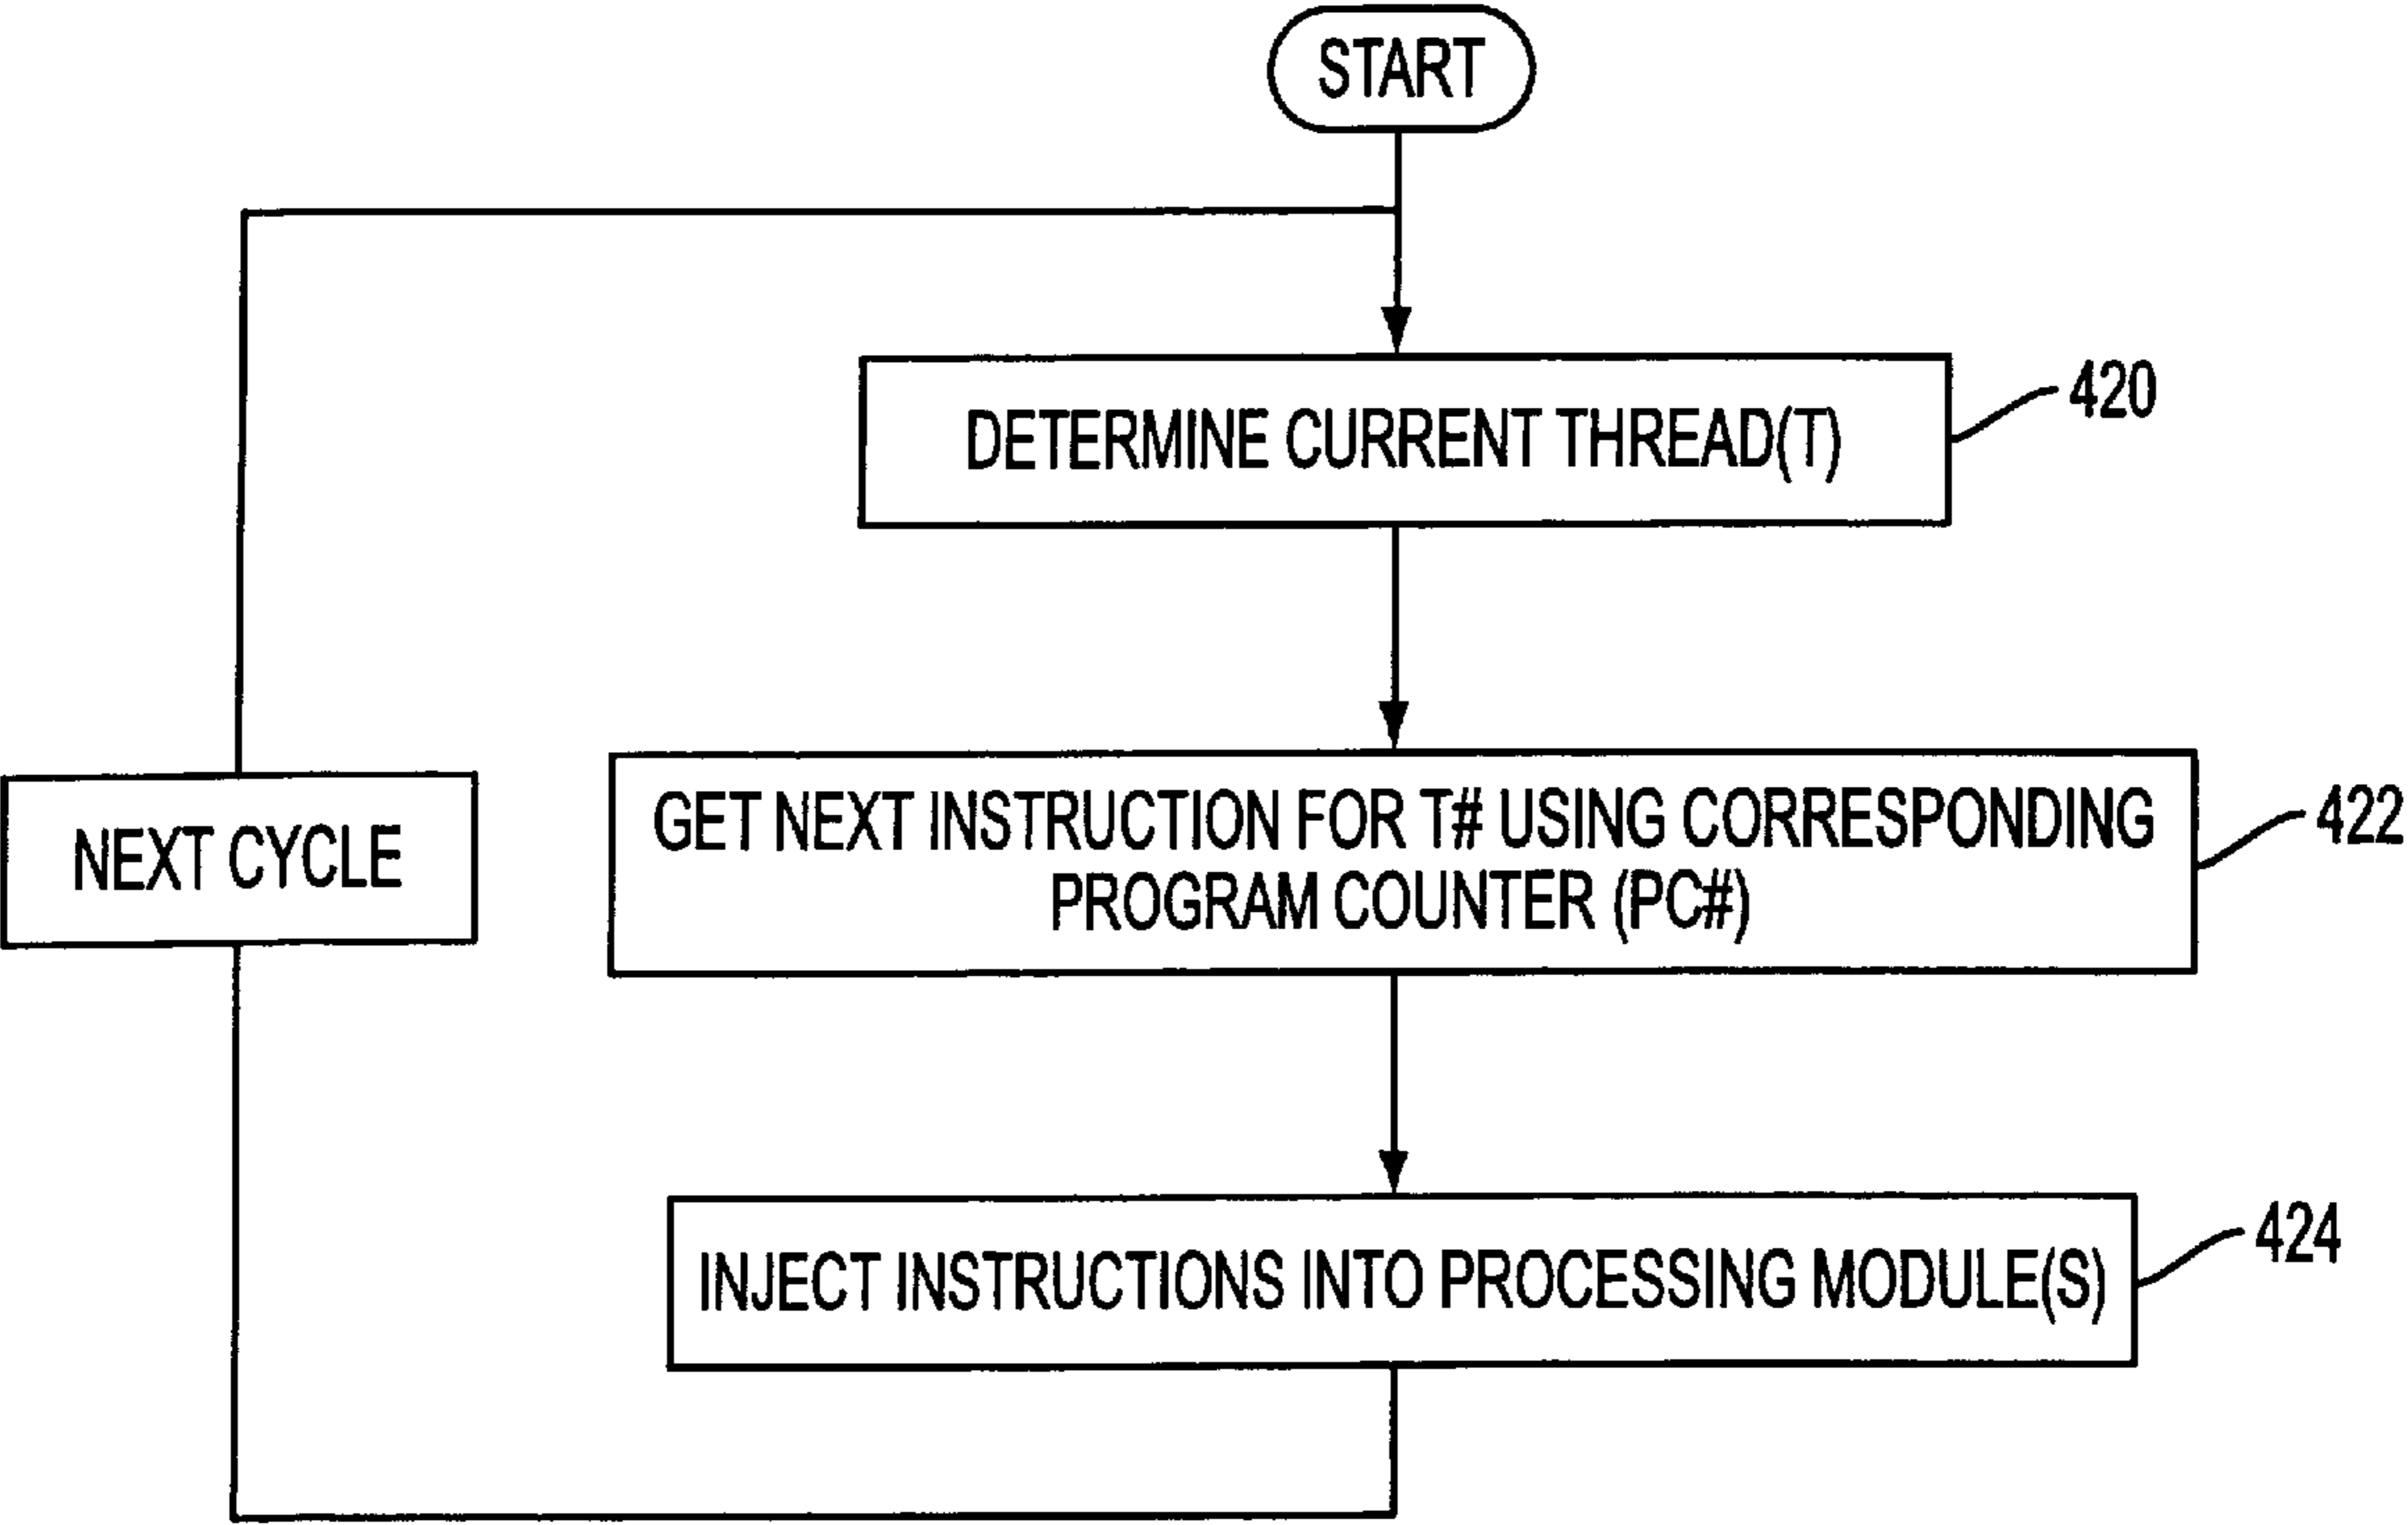 START
DETERMINE CURRENT THREAD(T)
420
NEXT CYCLE
GET NEXT INSTRUCTION FOR T# USING CORRESPONDING
PROGRAM COUNTER (PC#)
422
INJECT INSTRUCTIONS INTO PROCESSING MODULE(S)
424